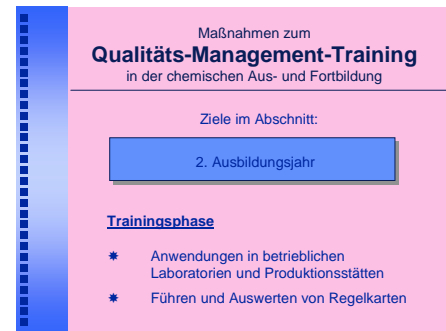 Maßnahmen zum
Qualitäts-Management-Training
in der chemischen Aus- und Fortbildung
Ziele im Abschnitt:
2. Ausbildungsjahr
Trainingsphase
✷ Anwendungen in betrieblichen
Laboratorien und Produktionsstätten
✷ Führen und Auswerten von Regelkarten